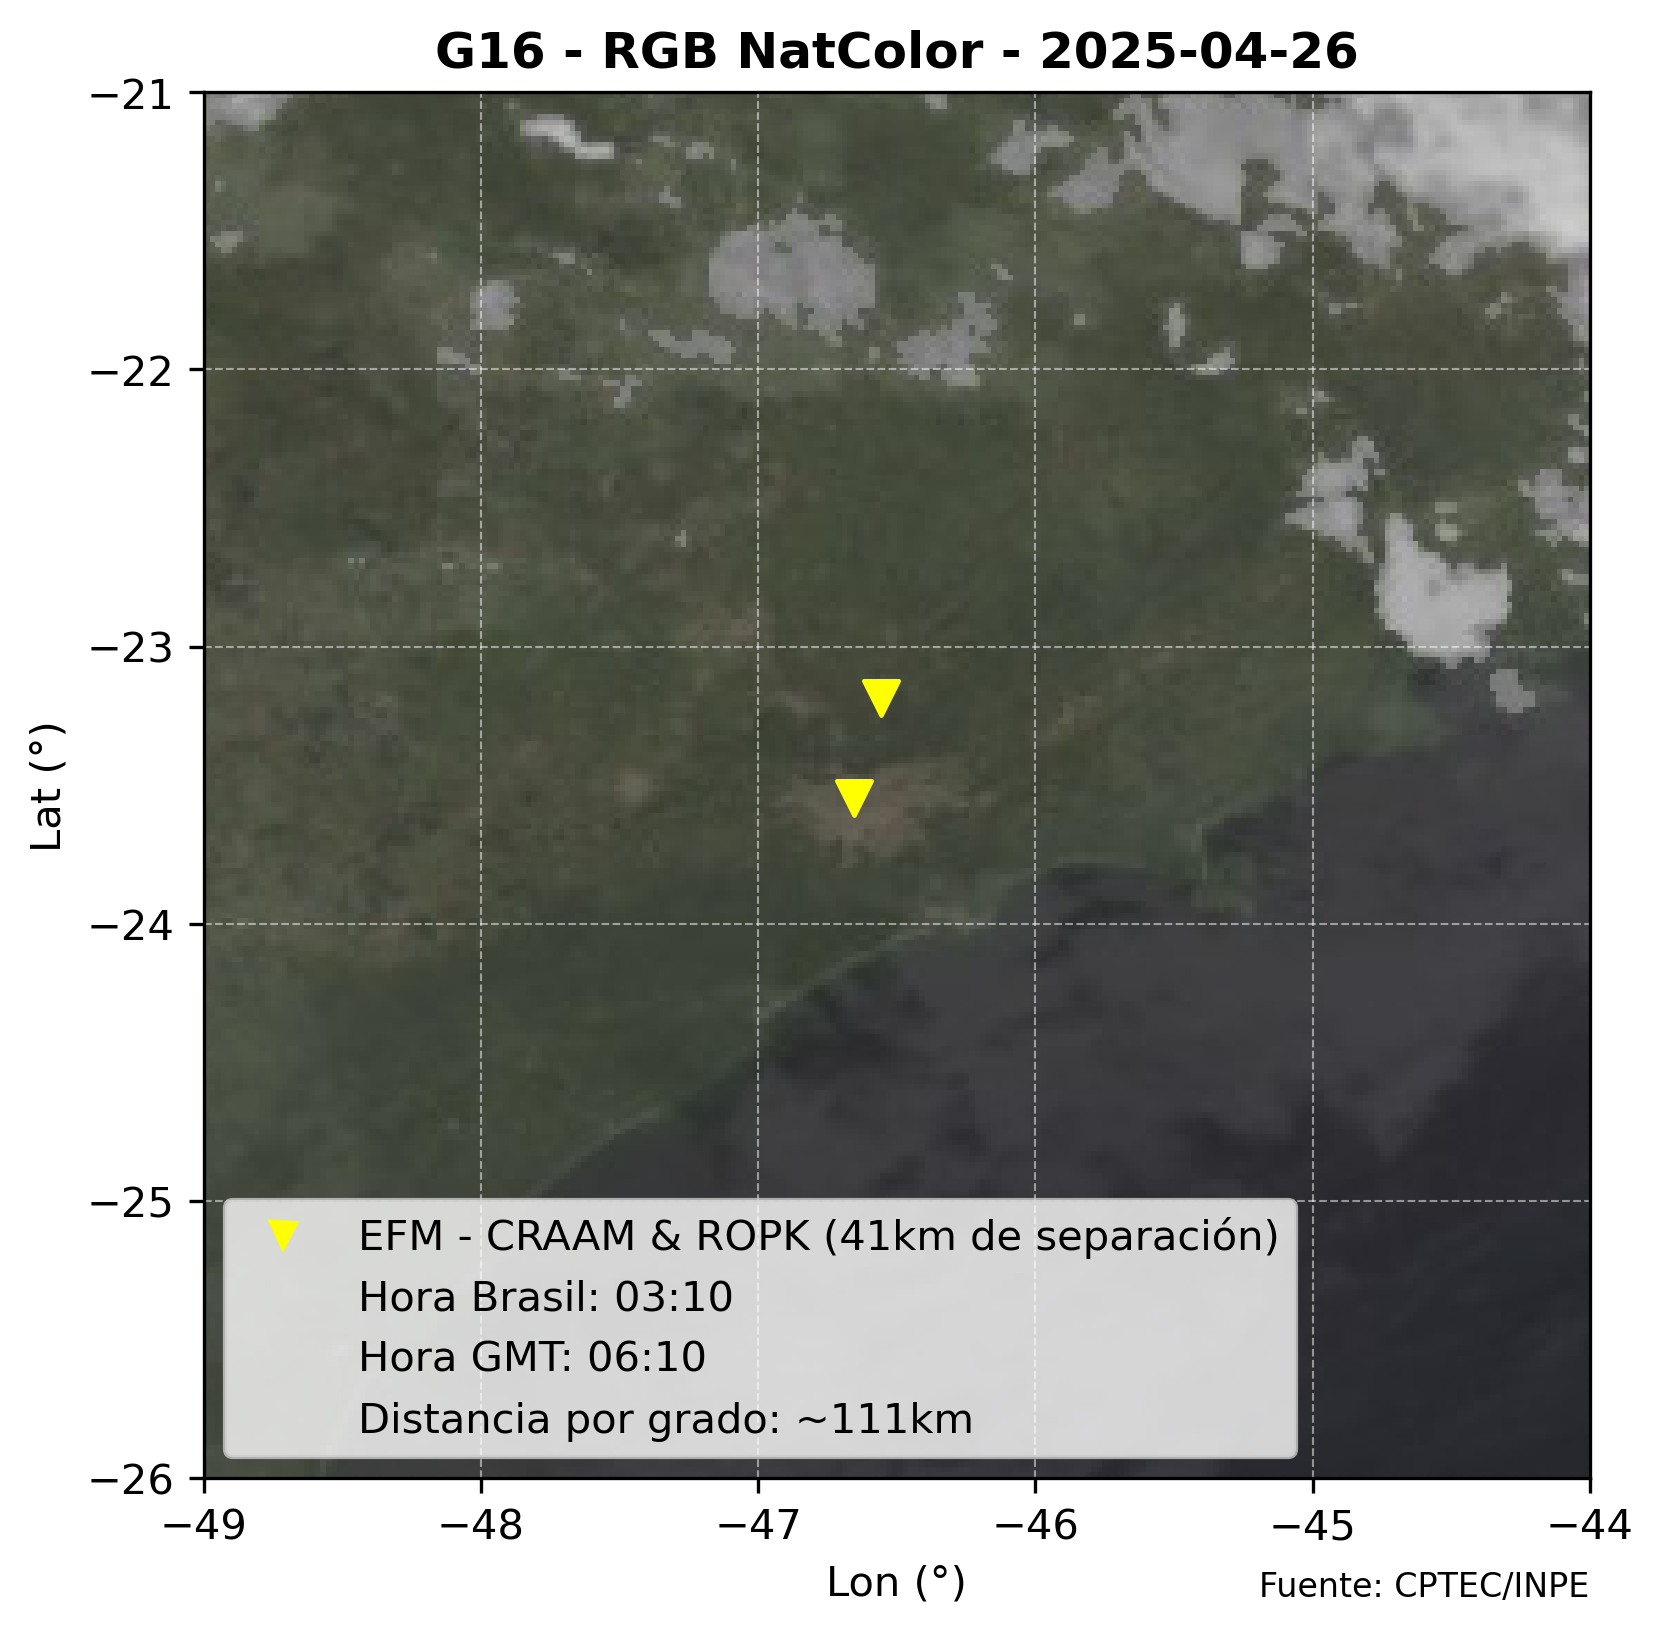 G16 - RGB NatColor - 2025-04-26
−21
−22
−23
−24
−25
−26
Lat (°)
EFM - CRAAM & ROPK (41km de separación)
Hora Brasil: 03:10
Hora GMT: 06:10
Distancia por grado: ~111km
−49 −48 −47 −46 −45 −44
Lon (°)
Fuente: CPTEC/INPE